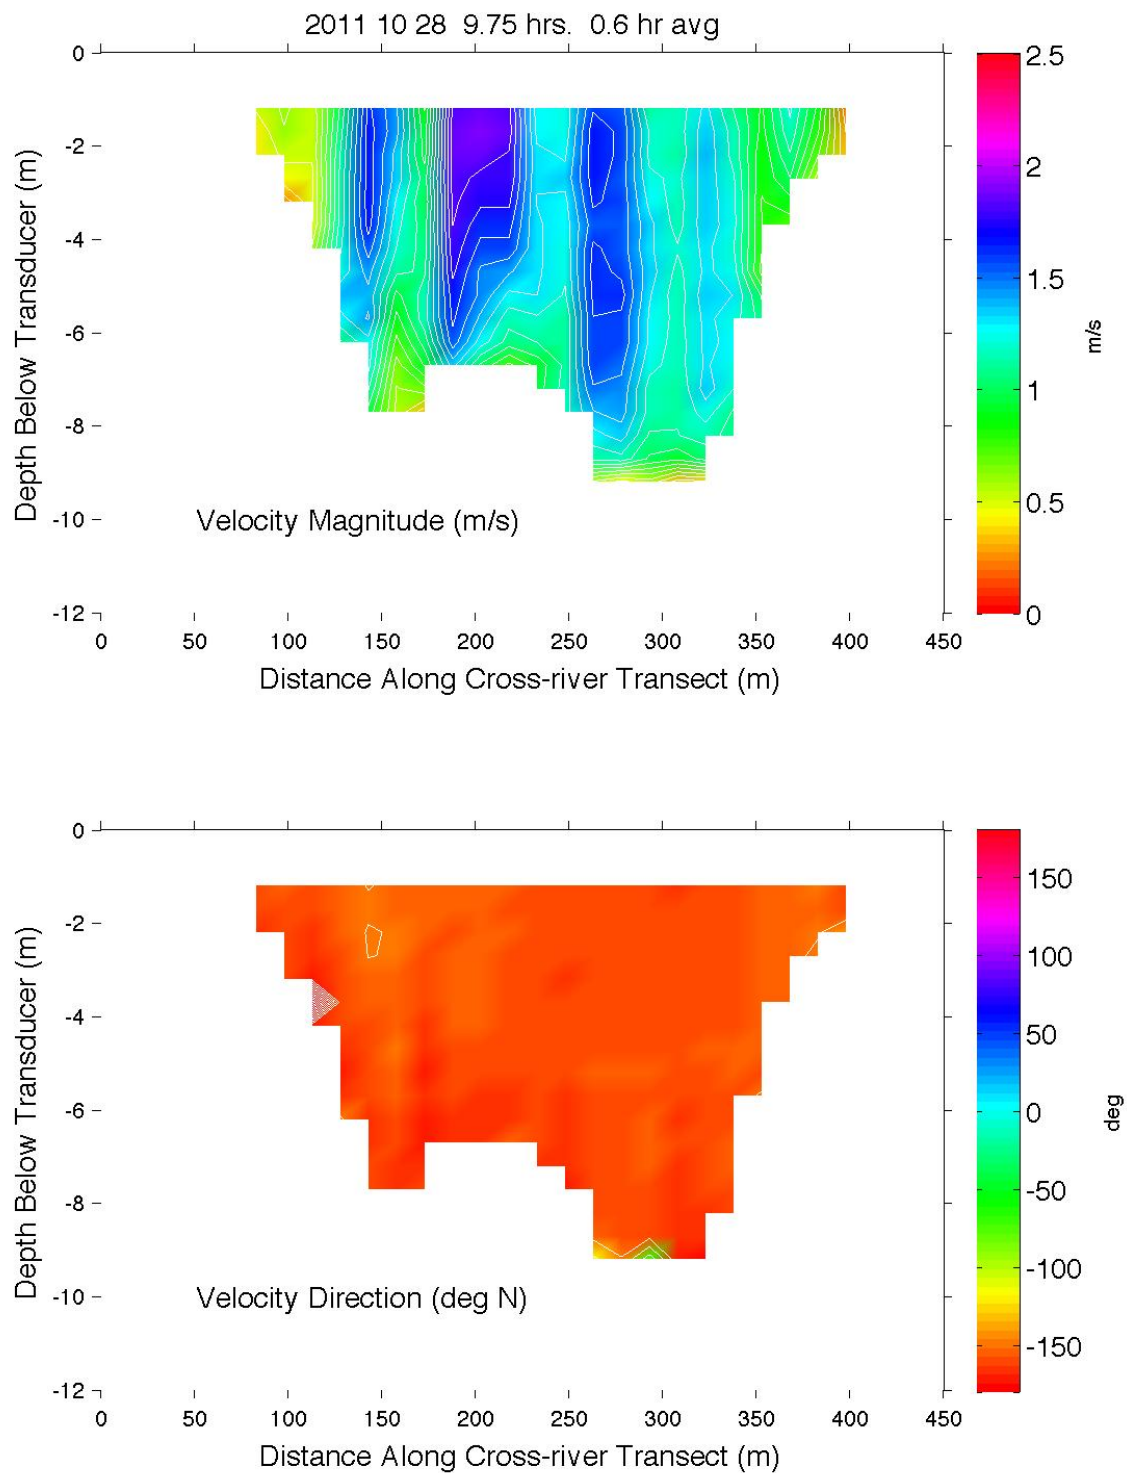 2011 10 28  9.75 hrs.  0.6 hr avg
0
-2
-4
-6
-8
-10
-12
Depth Below Transducer (m)
Velocity Magnitude (m/s)
0 50 100 150 200 250 300 350 400 450
Distance Along Cross-river Transect (m)
2.5
2
1.5
1
0.5
0
m/s
0
-2
-4
-6
-8
-10
-12
Depth Below Transducer (m)
Velocity Direction (deg N)
0 50 100 150 200 250 300 350 400 450
Distance Along Cross-river Transect (m)
150
100
50
0
-50
-100
-150
deg